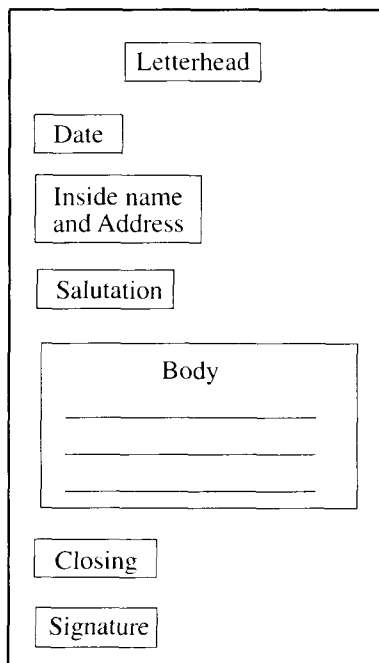 Letterhead
Date
Inside name
and Address
Salutation
Body
Closing
Signature